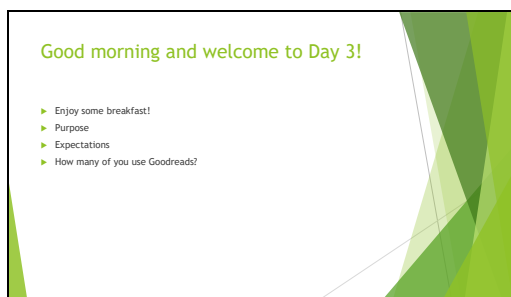 Good morning and welcome to Day 3!
Enjoy some breakfast!
Purpose
Expectations
How many of you use Goodreads?